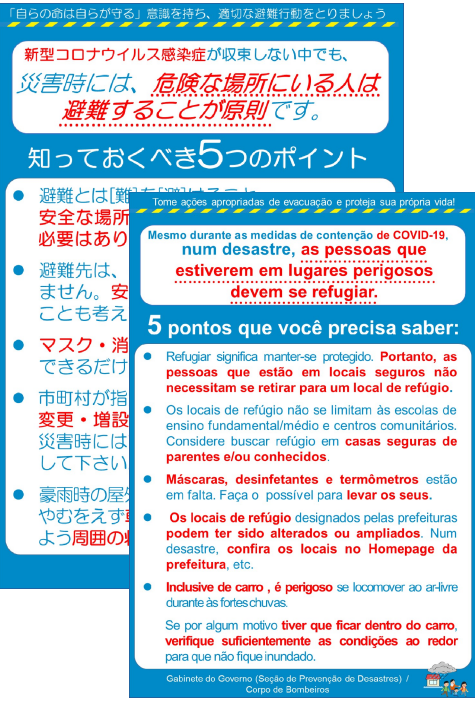 「自らの命は自らが守る」意識を持ち、適切な避難行動をとりましょう
新型コロナウイルス感染症が収束しない中でも、
災害時には、危険な場所にいる人は
避難することが原則です。
知っておくべき5つのポイント
● 避難とは[難]を[避]けること
安全な場所
必要はあり
● 避難先は、
ません。安
ことも考え
● マスク・消
できるだけ
● 市町村が指
変更・増設
災害時には
して下さい
● 豪雨時の屋
やむをえず
よう周囲の
Tome ações apropriadas de evacuação e proteja sua própria vida!
Mesmo durante as medidas de contenção de COVID-19,
num desastre, as pessoas que
estiverem em lugares perigosos
devem se refugiar.
5 pontos que você precisa saber:
● Refugiar significa manter-se protegido. Portanto, as
pessoas que estão em locais seguros não
necessitam se retirar para um local de refúgio.
● Os locais de refúgio não se limitam às escolas de
ensino fundamental/médio e centros comunitários.
Considere buscar refúgio em casas seguras de
parentes e/ou conhecidos.
● Máscaras, desinfetantes e termômetros estão
em falta. Faça o possível para levar os seus.
● Os locais de refúgio designados pelas prefeituras
podem ter sido alterados ou ampliados. Num
desastre, confira os locais no Homepage da
prefeitura, etc.
● Inclusive de carro , é perigoso se locomover ao ar-livre
durante às fortes chuvas.
Se por algum motivo tiver que ficar dentro do carro,
verifique suficientemente as condições ao redor
para que não fique inundado.
Gabinete do Governo (Seção de Prevenção de Desastres) /
Corpo de Bombeiros